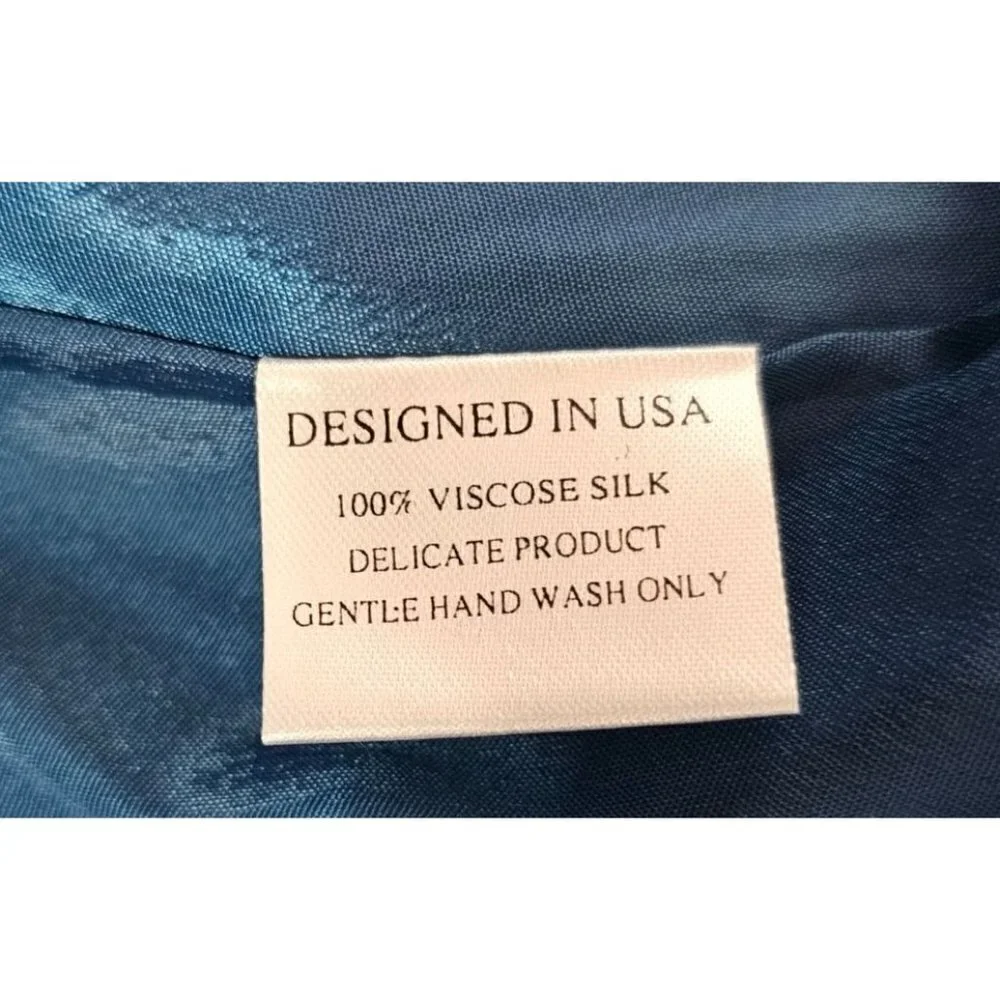 DESIGNED IN USA
100% VISCOSE SILK
DELICATE PRODUCT
GENTLE HAND WASH ONLY